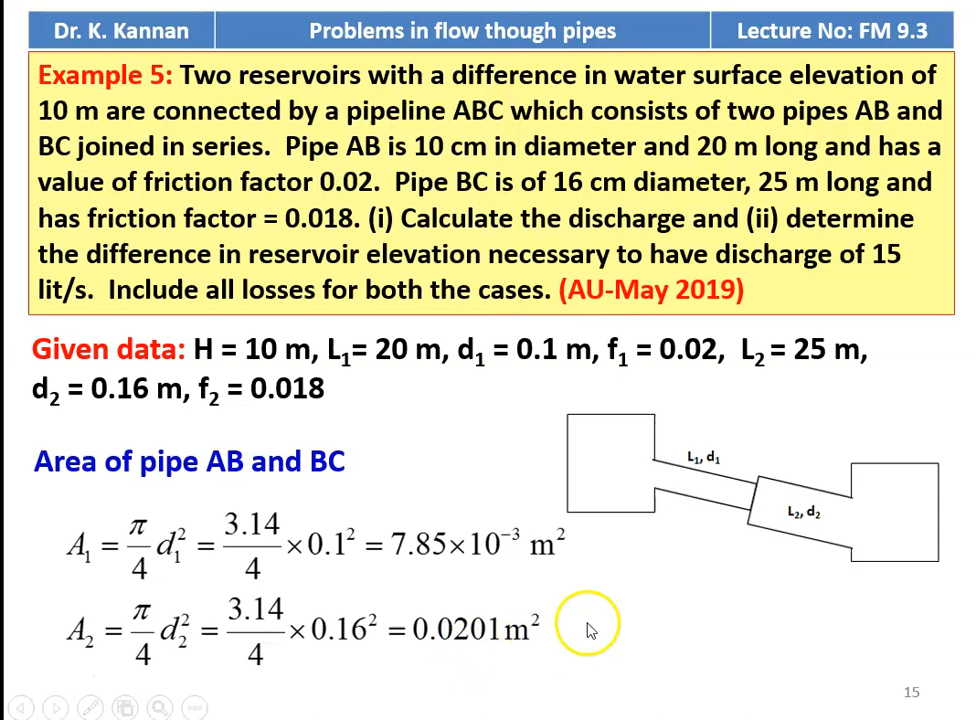 Dr. K. Kannan
Problems in flow though pipes
Lecture No: FM 9.3
Example 5: Two reservoirs with a difference in water surface elevation of
10 m are connected by a pipeline ABC which consists of two pipes AB and
BC joined in series. Pipe AB is 10 cm in diameter and 20 m long and has a
value of friction factor 0.02. Pipe BC is of 16 cm diameter, 25 m long and
has friction factor = 0.018. (i) Calculate the discharge and (ii) determine
the difference in reservoir elevation necessary to have discharge of 15
lit/s. Include all losses for both the cases. (AU-May 2019)
Given data: H = 10 m, L₁= 20 m, d₁ = 0.1 m, f₁ = 0.02, L₂ = 25 m,
d₂ = 0.16 m, f₂ = 0.018
Area of pipe AB and BC
L₁, d₁
L₂, d₂
A₁ = π/4 d₁² = 3.14/4 × 0.1² = 7.85×10⁻³ m²
A₂ = π/4 d₂² = 3.14/4 × 0.16² = 0.0201m²
15